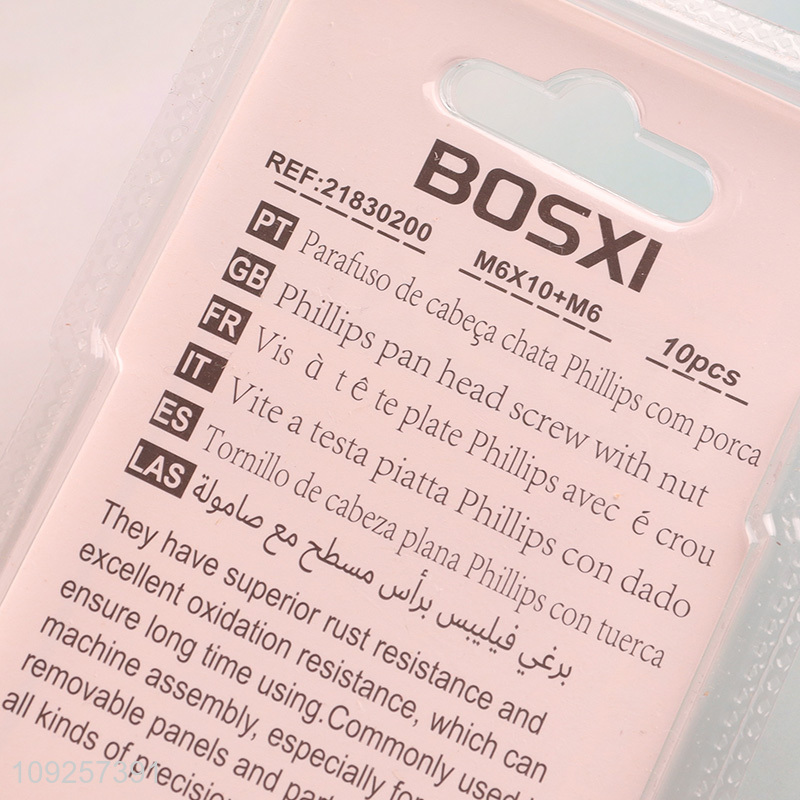 BOSXI
REF:21830200 M6X10+M6 10pcs
PT Parafuso de cabeça chata Phillips com porca
GB Phillips pan head screw with nut
FR Vis à tête plate Phillips avec écrou
IT Vite a testa piatta Phillips con dado
ES Tornillo de cabeza plana Phillips con tuerca
LAS برغي فيليبس برأس مسطح مع صامولة
They have superior rust resistance and
excellent oxidation resistance, which can
ensure long time using.Commonly used
machine assembly, especially for
removable panels and
all kinds of